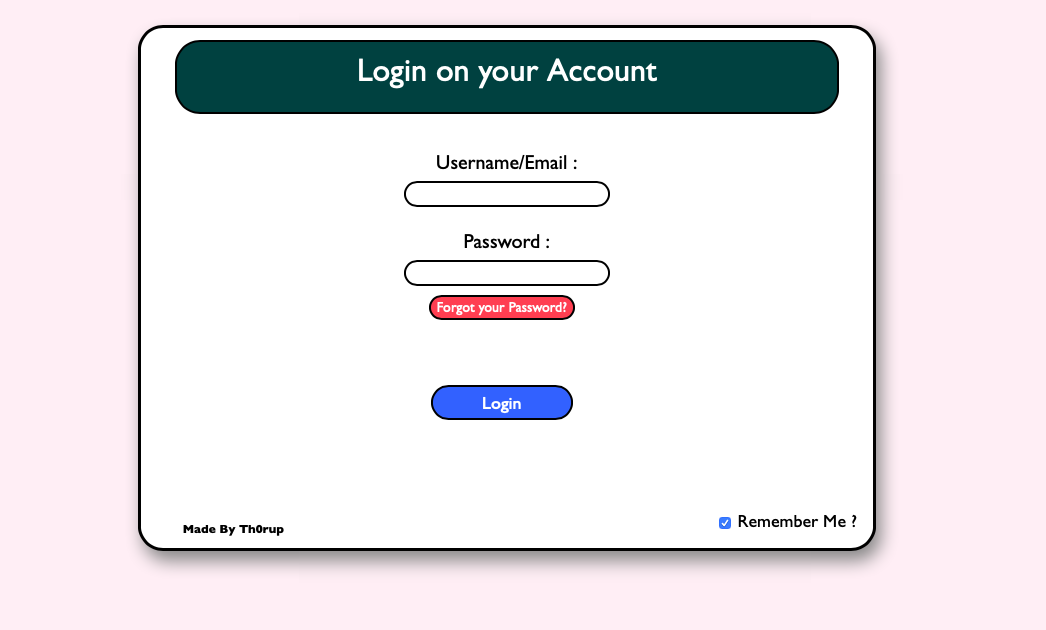 Login on your Account
Username/Email :
Password :
Forgot your Password?
Login
Remember Me ?
Made By Th0rup